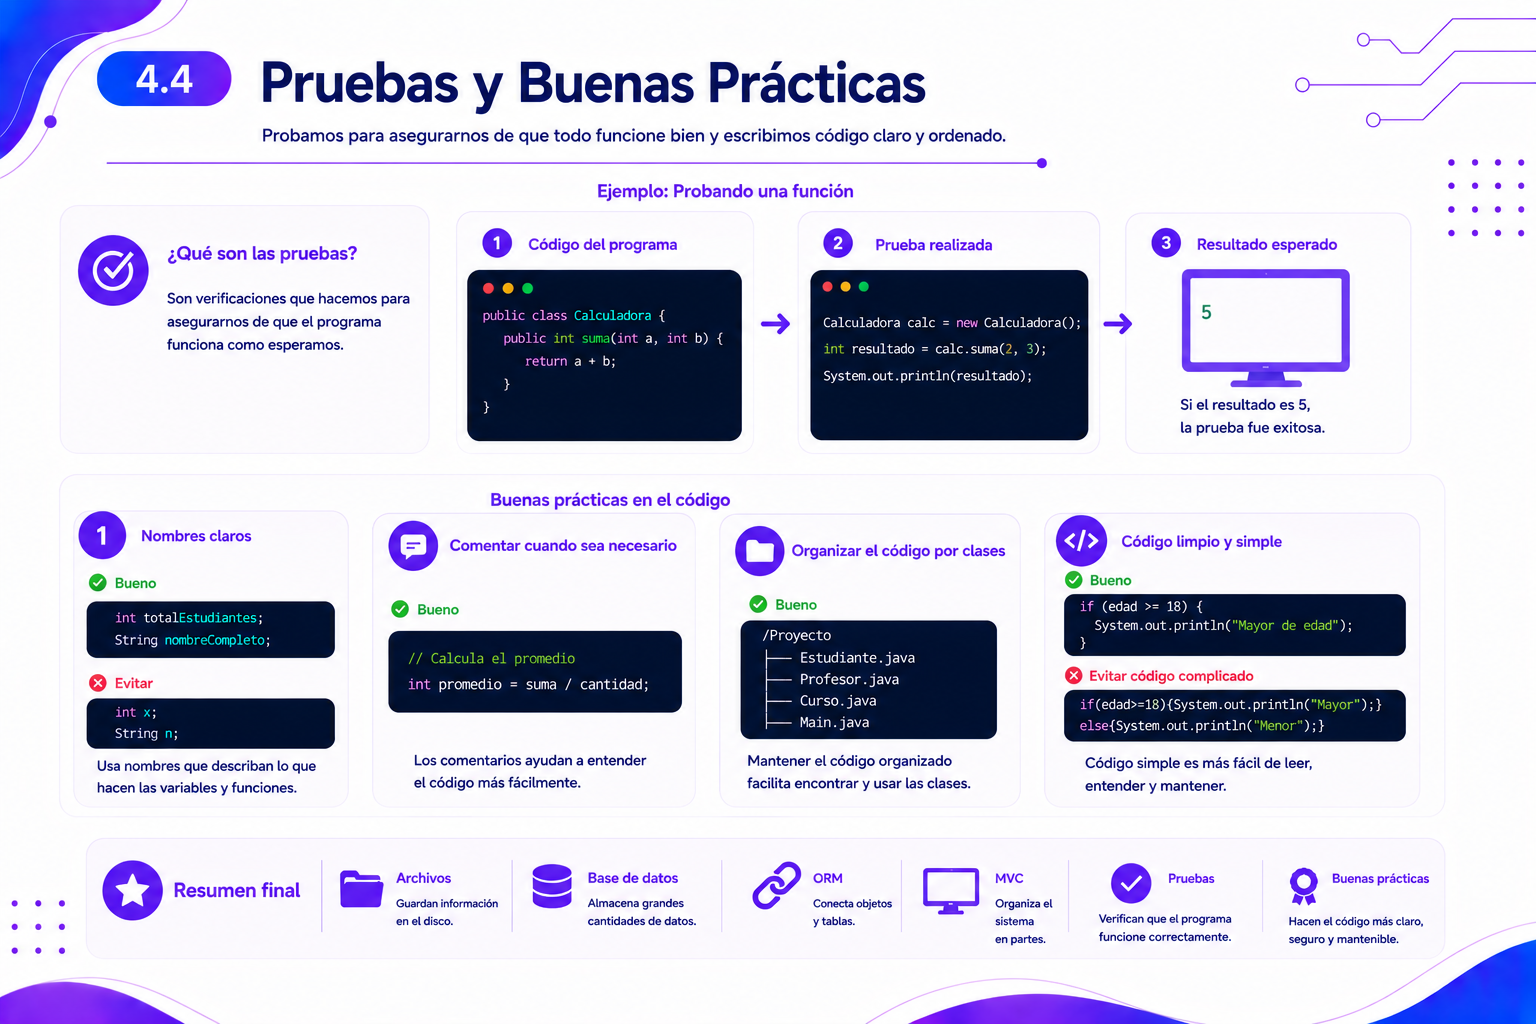 4.4
Pruebas y Buenas Prácticas
Probamos para asegurarnos de que todo funcione bien y escribimos código claro y ordenado.
Ejemplo: Probando una función
¿Qué son las pruebas?
Son verificaciones que hacemos para
asegurarnos de que el programa
funciona como esperamos.
1 Código del programa
public class Calculadora {
public int suma(int a, int b) {
return a + b;
}
}
2 Prueba realizada
Calculadora calc = new Calculadora();
int resultado = calc.suma(2, 3);
System.out.println(resultado);
3 Resultado esperado
5
Si el resultado es 5,
la prueba fue exitosa.
Buenas prácticas en el código
1 Nombres claros
Bueno
int totalEstudiantes;
String nombreCompleto;
Evitar
int x;
String n;
Usa nombres que describan lo que
hacen las variables y funciones.
Comentar cuando sea necesario
Bueno
// Calcula el promedio
int promedio = suma / cantidad;
Los comentarios ayudan a entender
el código más fácilmente.
Organizar el código por clases
Bueno
/Proyecto
├── Estudiante.java
├── Profesor.java
├── Curso.java
├── Main.java
Mantener el código organizado
facilita encontrar y usar las clases.
</> Código limpio y simple
Bueno
if (edad >= 18) {
System.out.println("Mayor de edad");
}
Evitar código complicado
if(edad>=18){System.out.println("Mayor");}
else{System.out.println("Menor");}
Código simple es más fácil de leer,
entender y mantener.
Resumen final
Archivos
Guardan información
en el disco.
Base de datos
Almacena grandes
cantidades de datos.
ORM
Conecta objetos
y tablas.
MVC
Organiza el
sistema
en partes.
Pruebas
Verifican que el programa
funcione correctamente.
Buenas prácticas
Hacen el código más claro,
seguro y mantenible.